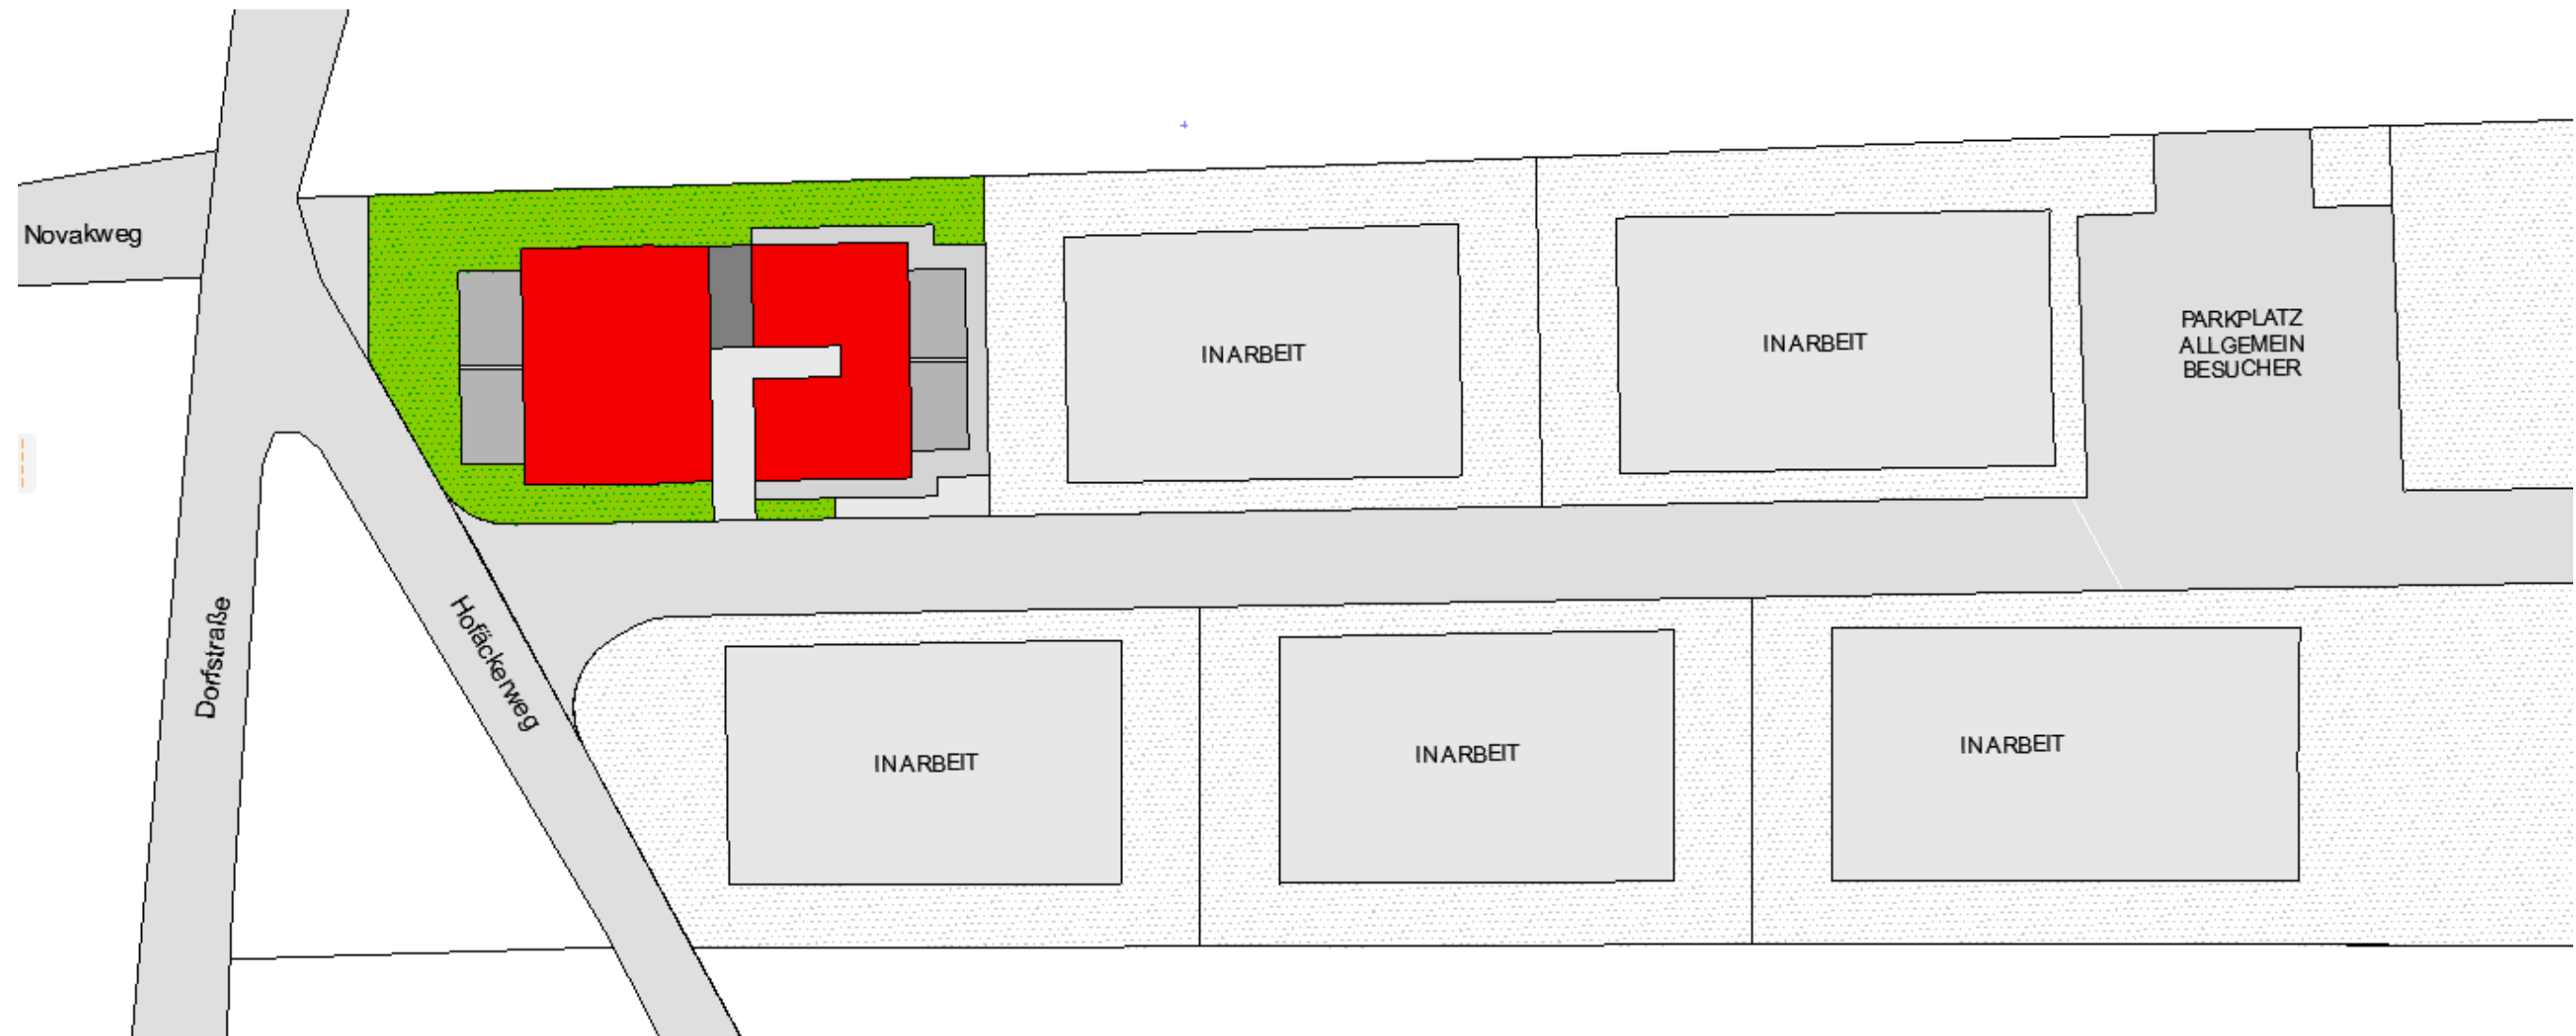 Novakweg
INARBEIT
INARBEIT
PARKPLATZ
ALLGEMEIN
BESUCHER
Dorfstraße
Hofäckerweg
INARBEIT
INARBEIT
INARBEIT